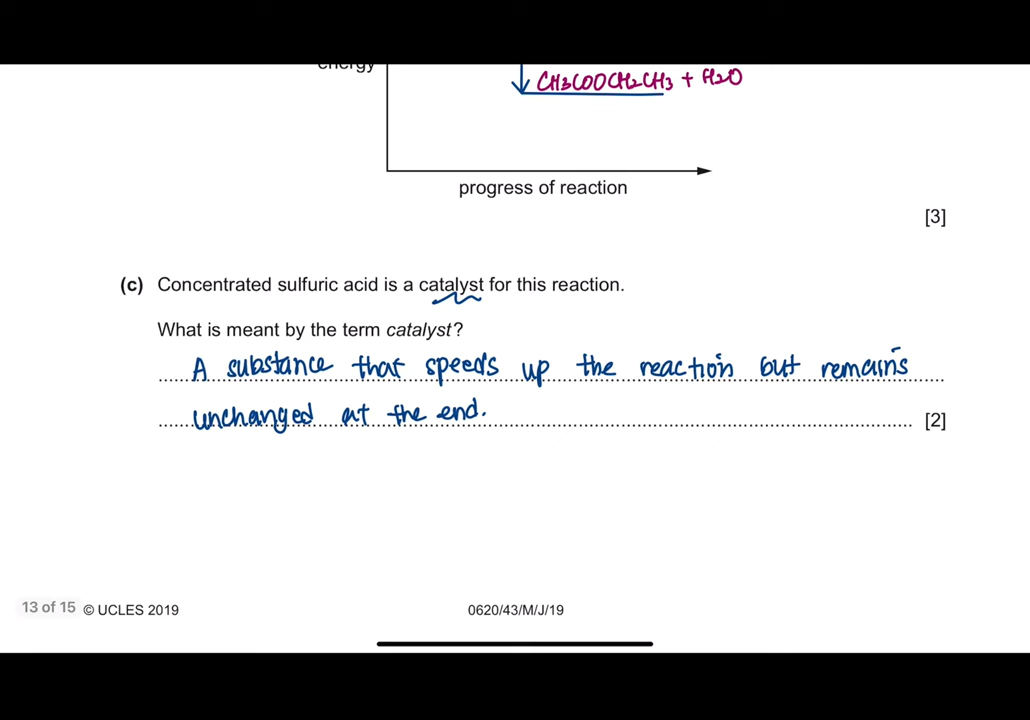 energy
CH3COOCH2CH3 + H2O
progress of reaction
[3]
(c) Concentrated sulfuric acid is a catalyst for this reaction.
What is meant by the term catalyst?
A substance that speeds up the reaction but remains
unchanged at the end. [2]
13 of 15 © UCLES 2019 0620/43/M/J/19